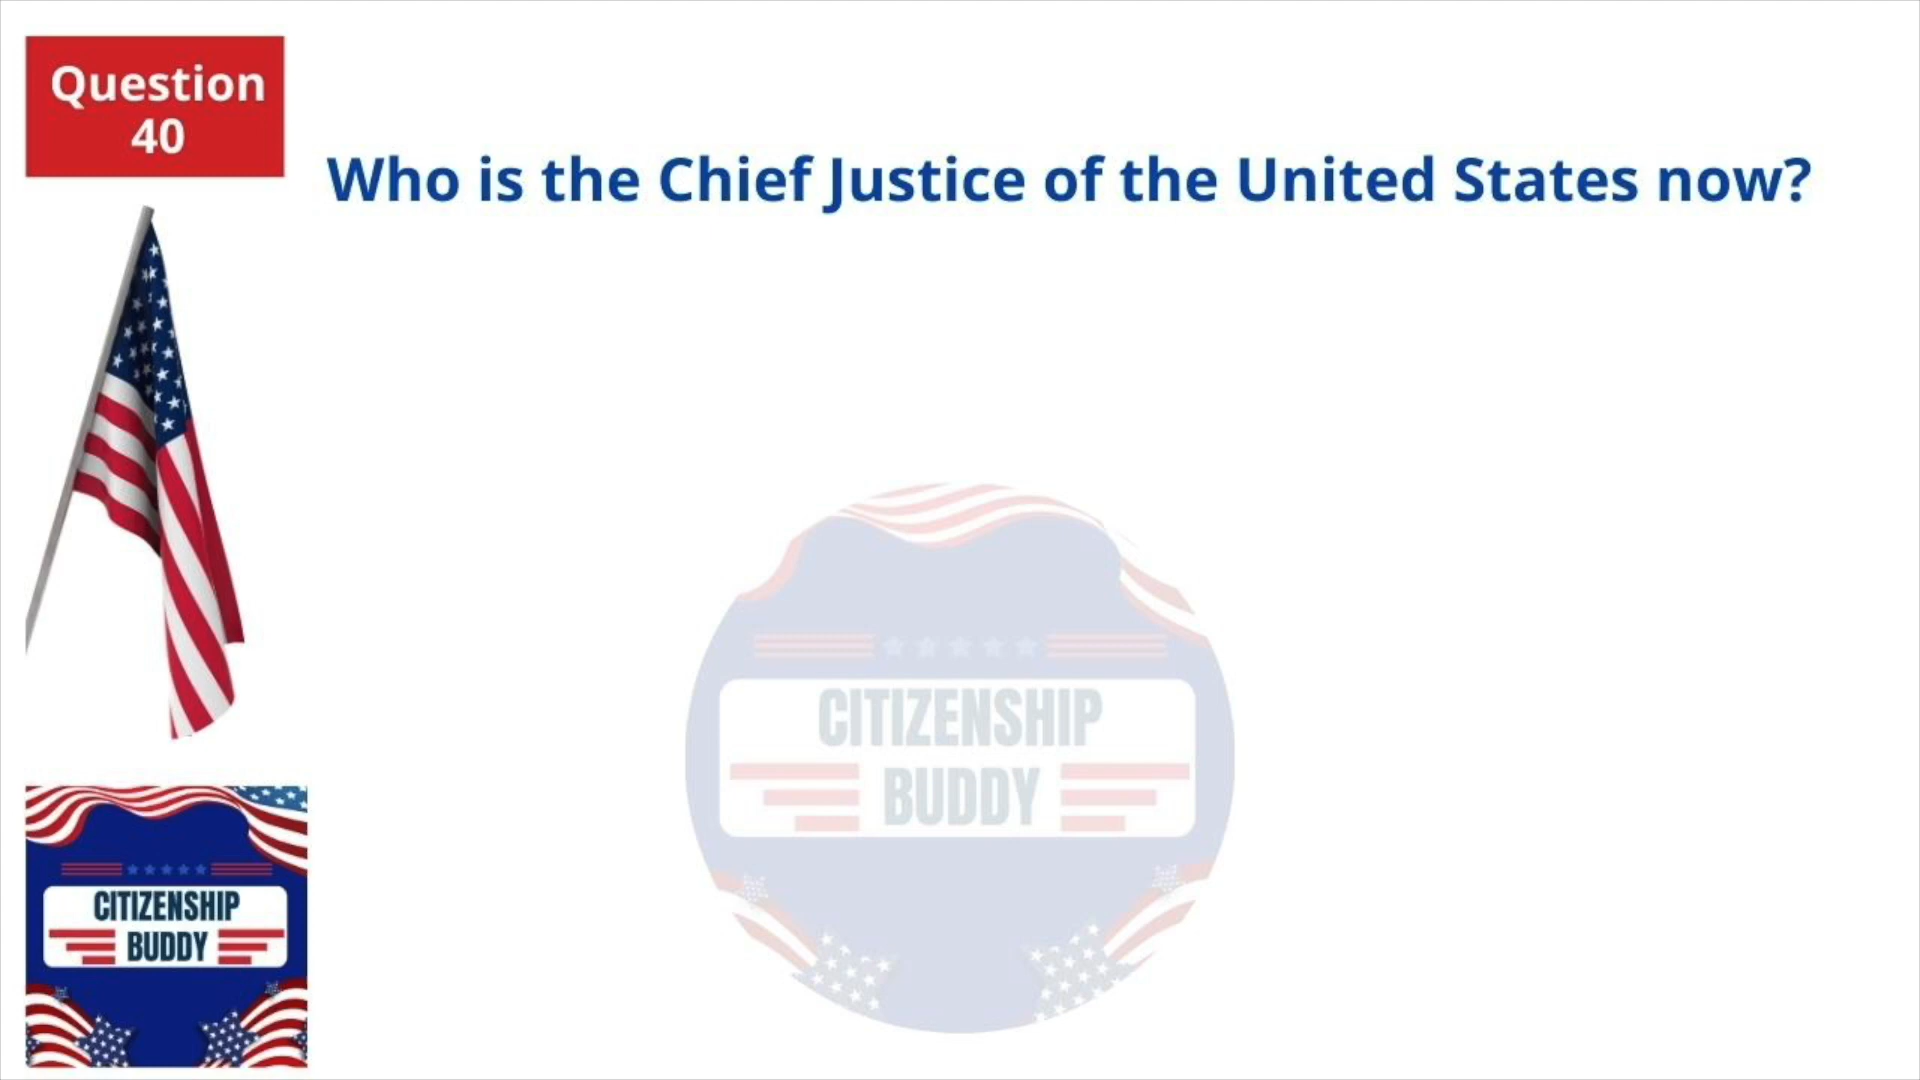 Question
40
Who is the Chief Justice of the United States now?
CITIZENSHIP
BUDDY
CITIZENSHIP
BUDDY